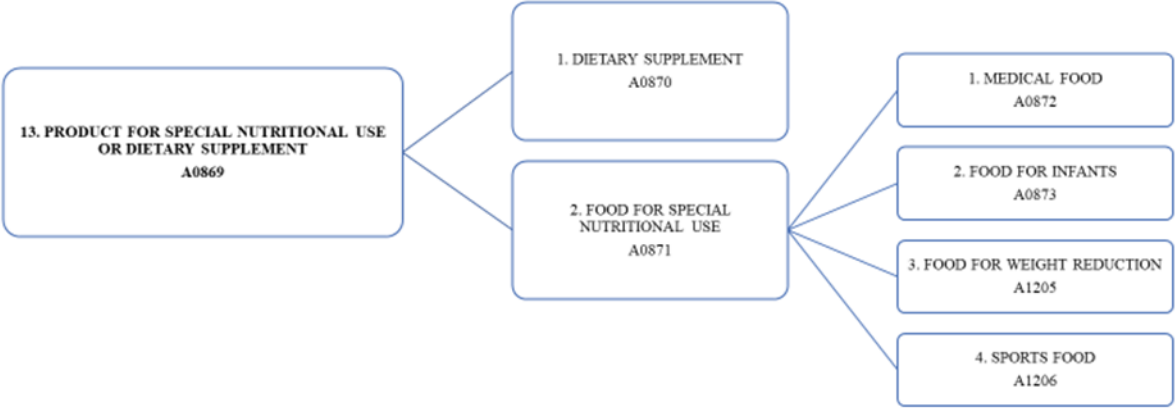 13. PRODUCT FOR SPECIAL NUTRITIONAL USE
OR DIETARY SUPPLEMENT
A0869
1. DIETARY SUPPLEMENT
A0870
2. FOOD FOR SPECIAL
NUTRITIONAL USE
A0871
1. MEDICAL FOOD
A0872
2. FOOD FOR INFANTS
A0873
3. FOOD FOR WEIGHT REDUCTION
A1205
4. SPORTS FOOD
A1206